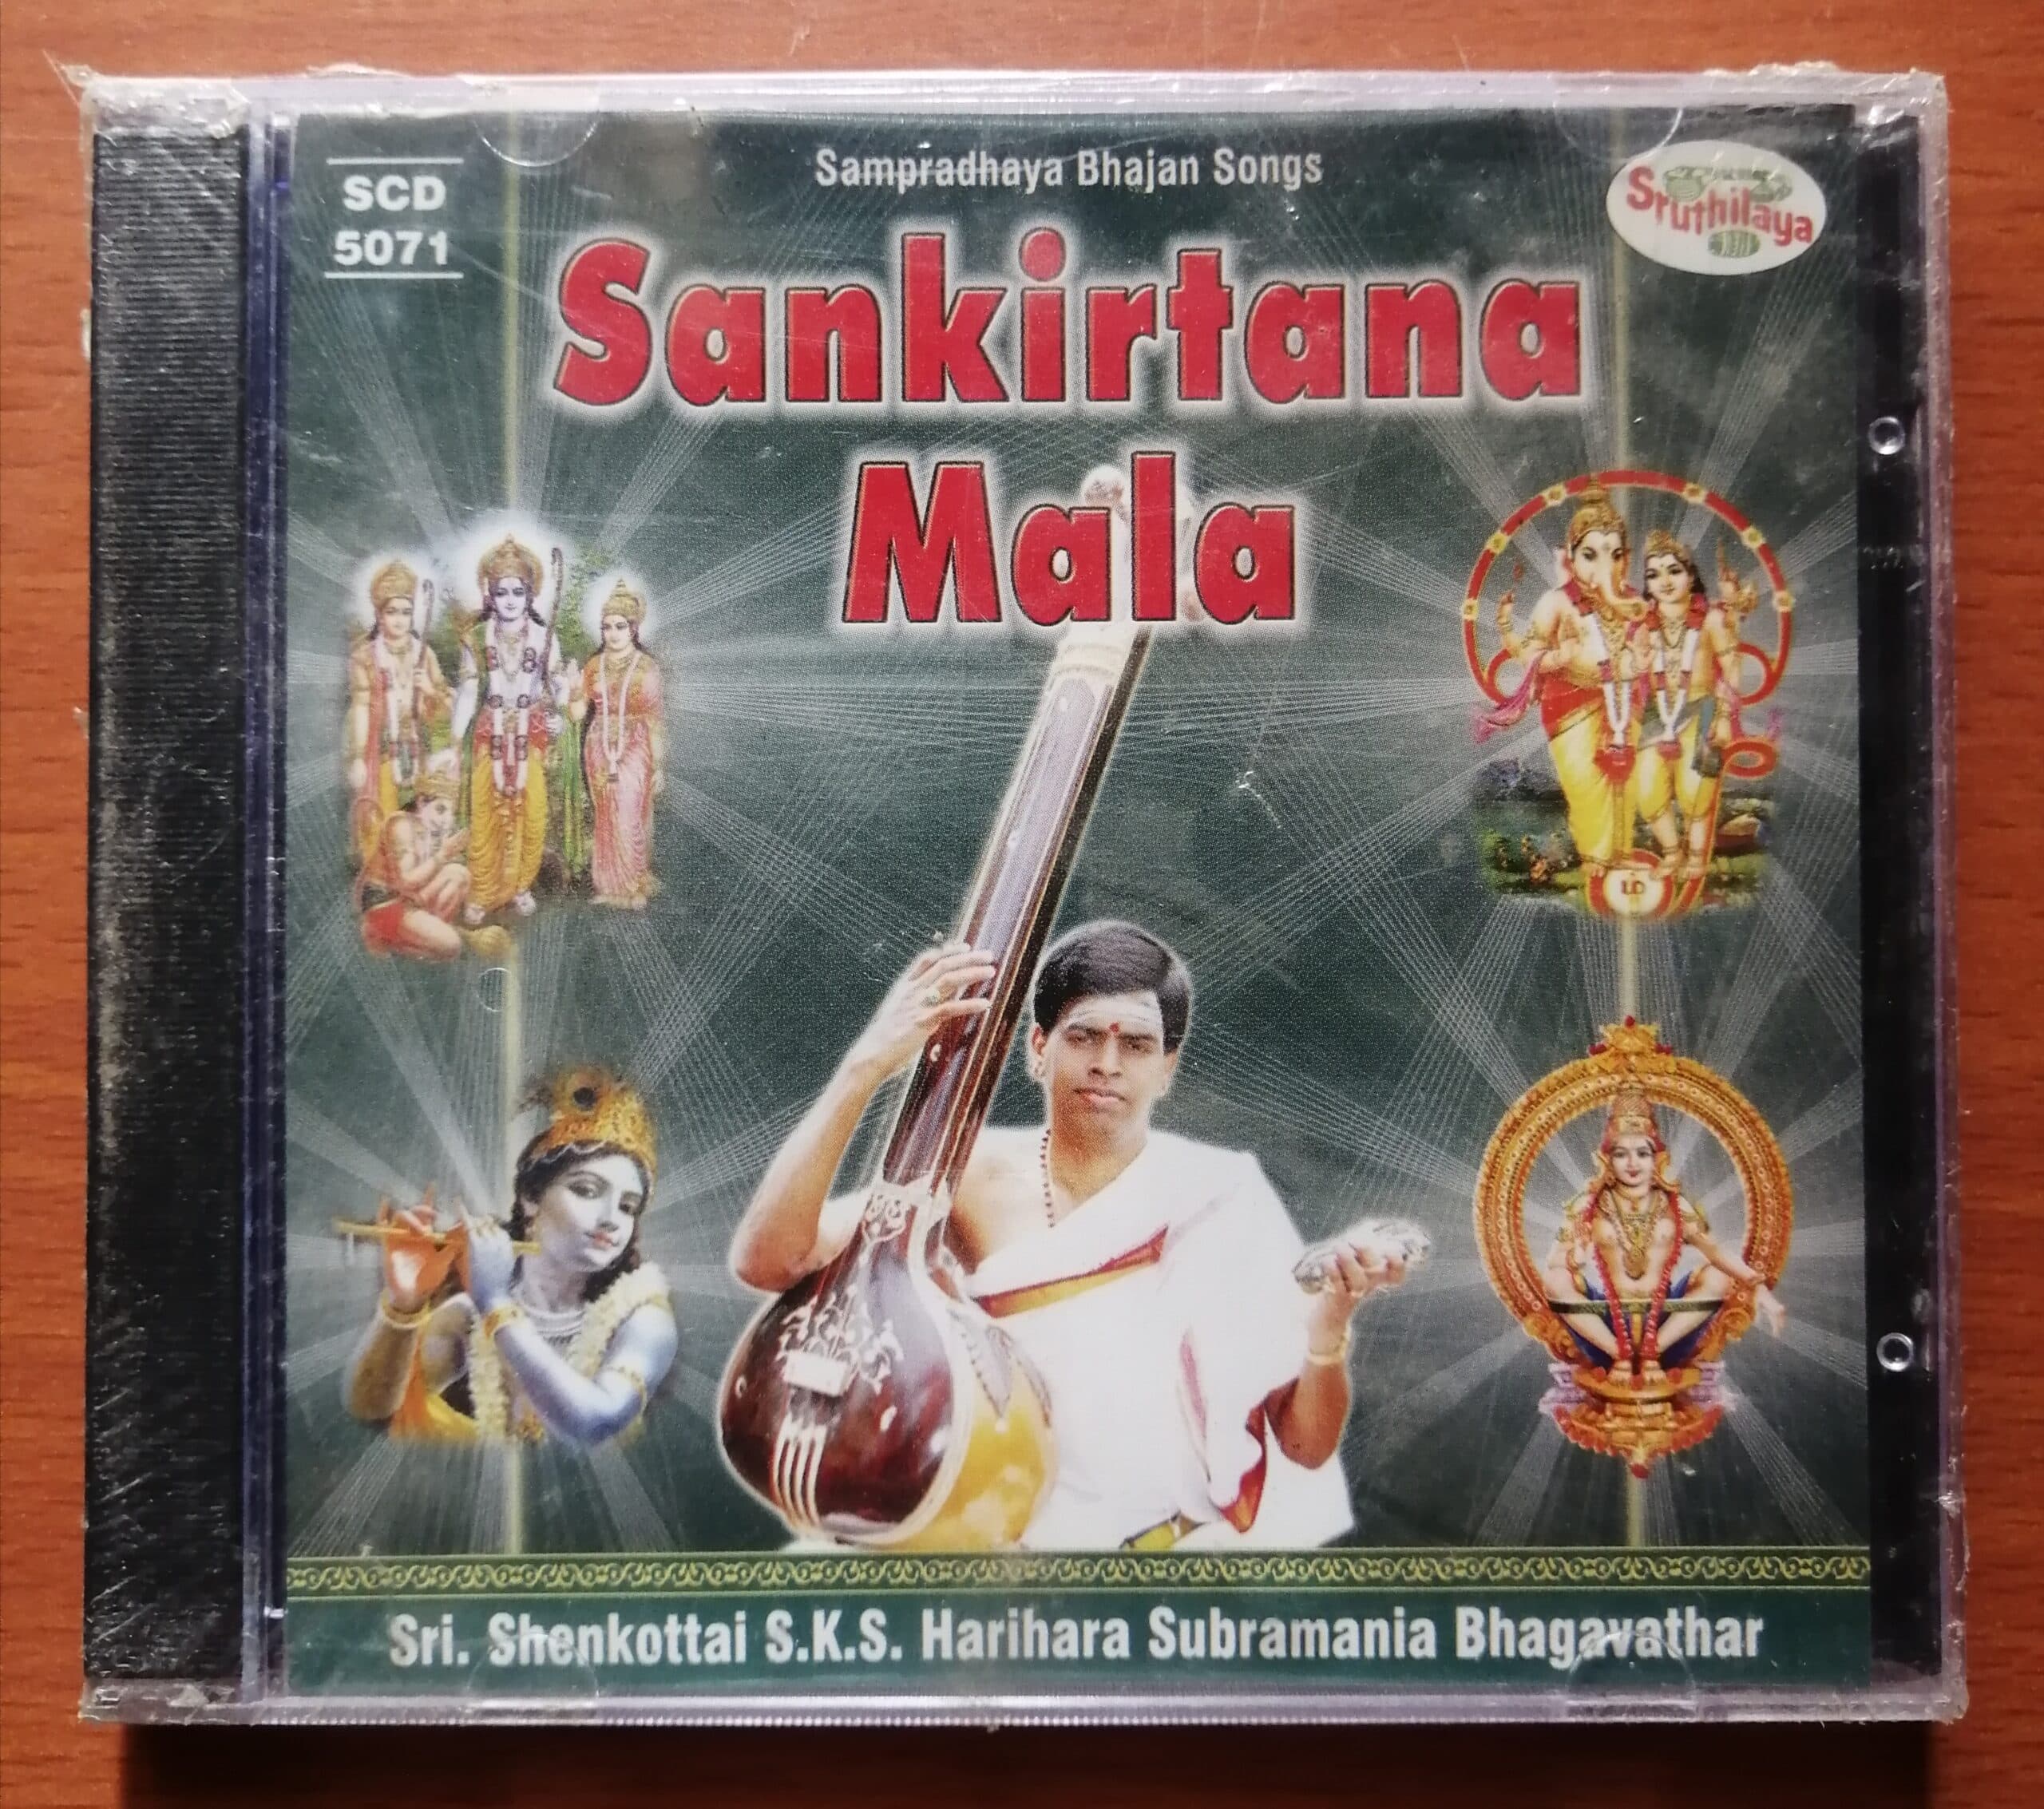 SCD
5071
Sampradhaya Bhajan Songs
Sruthilaya
Sankirtana
Mala
Sri. Shenkottai S.K.S. Harihara Subramania Bhagavathar